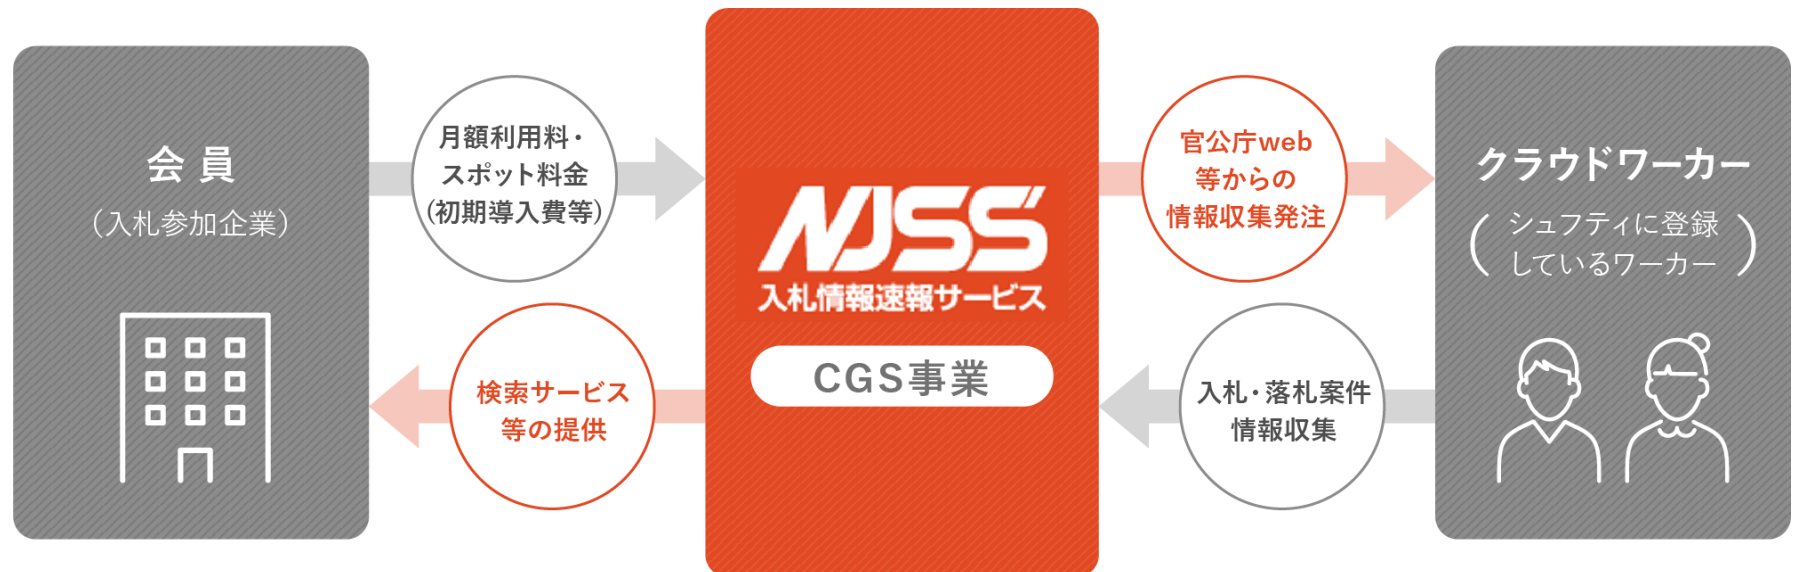 会員
（入札参加企業）
月額利用料・
スポット料金
(初期導入費等)
検索サービス
等の提供
NJSS
入札情報速報サービス
CGS事業
官公庁web
等からの
情報収集発注
入札・落札案件
情報収集
クラウドワーカー
（シュフティに登録
しているワーカー）